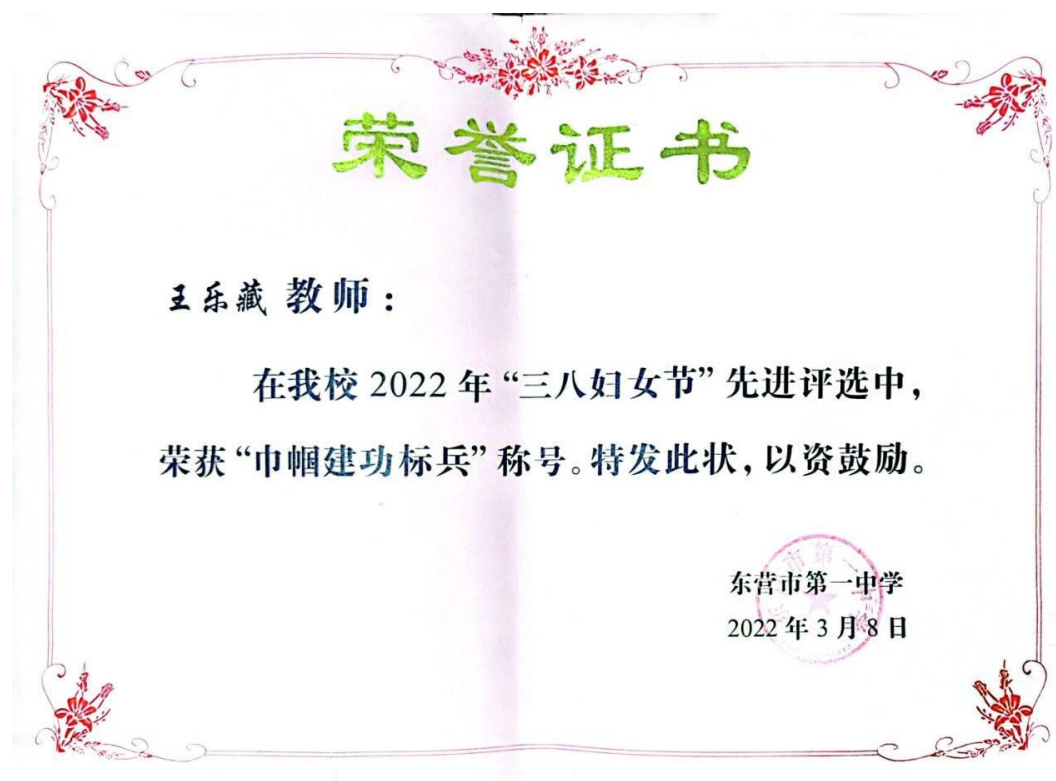 荣誉证书
王乐藏 教师：
在我校 2022 年“三八妇女节”先进评选中，
荣获“巾帼建功标兵”称号。特发此状，以资鼓励。
东营市第一中学
2022 年 3 月 8 日